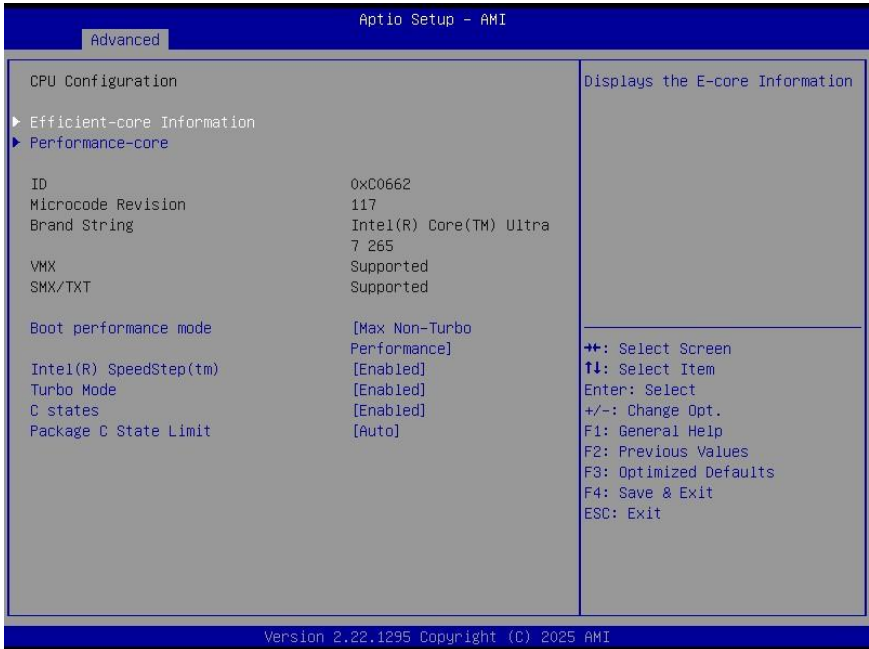 Aptio Setup – AMI
Advanced
CPU Configuration
Efficient-core Information
Performance-core
ID 0xC0662
Microcode Revision 117
Brand String Intel(R) Core(TM) Ultra
7 265
VMX Supported
SMX/TXT Supported
Boot performance mode [Max Non-Turbo
Performance]
Intel(R) SpeedStep(tm) [Enabled]
Turbo Mode [Enabled]
C states [Enabled]
Package C State Limit [Auto]
Displays the E-core Information
→←: Select Screen
↑↓: Select Item
Enter: Select
+/-: Change Opt.
F1: General Help
F2: Previous Values
F3: Optimized Defaults
F4: Save & Exit
ESC: Exit
Version 2.22.1295 Copyright (C) 2025 AMI